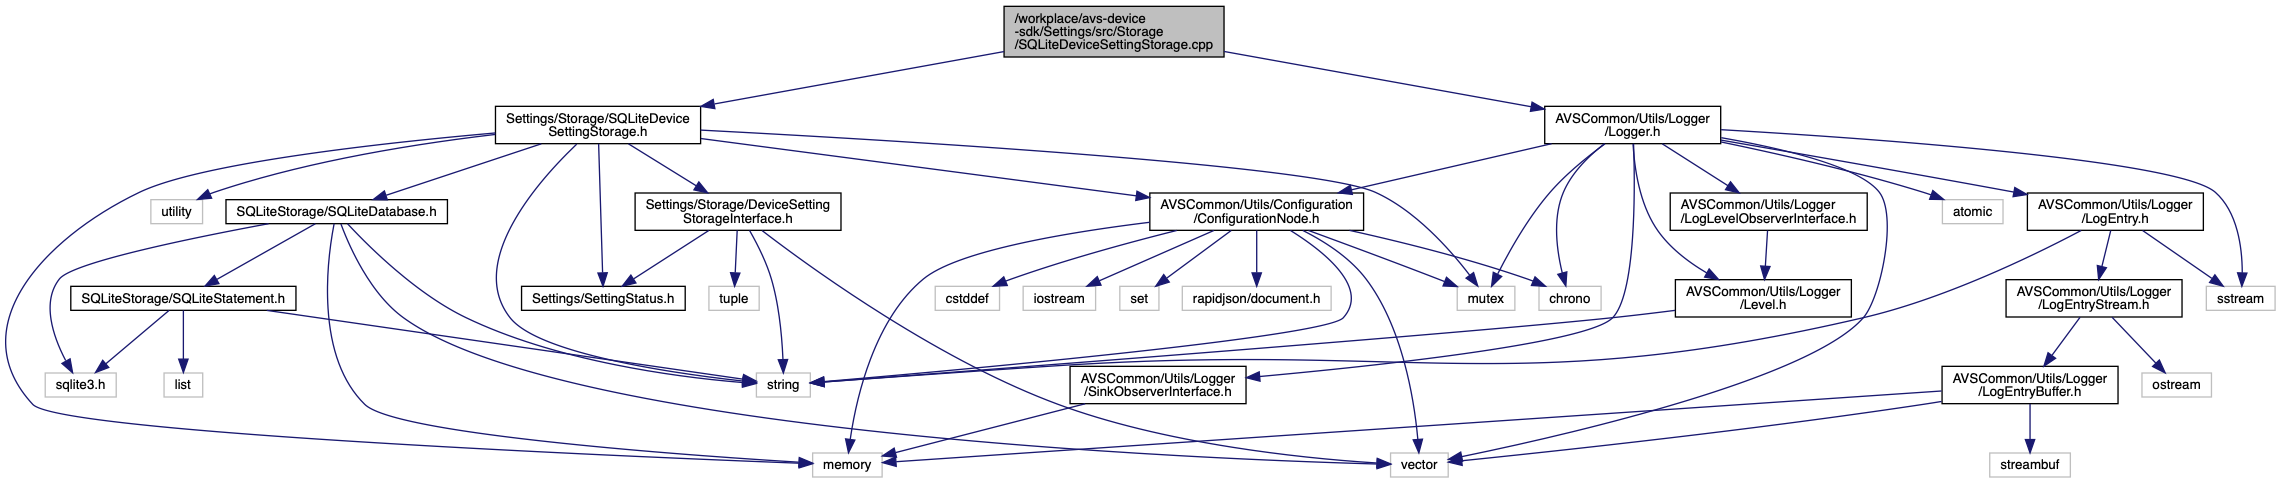 /workplace/avs-device
-sdk/Settings/src/Storage
/SQLiteDeviceSettingStorage.cpp
Settings/Storage/SQLiteDevice
SettingStorage.h
AVSCommon/Utils/Logger
/Logger.h
utility
SQLiteStorage/SQLiteDatabase.h
Settings/Storage/DeviceSetting
StorageInterface.h
AVSCommon/Utils/Configuration
/ConfigurationNode.h
AVSCommon/Utils/Logger
/LogLevelObserverInterface.h
atomic
AVSCommon/Utils/Logger
/LogEntry.h
SQLiteStorage/SQLiteStatement.h
Settings/SettingStatus.h
tuple
cstddef
iostream
set
rapidjson/document.h
mutex
chrono
AVSCommon/Utils/Logger
/Level.h
AVSCommon/Utils/Logger
/LogEntryStream.h
sstream
sqlite3.h
list
string
AVSCommon/Utils/Logger
/SinkObserverInterface.h
AVSCommon/Utils/Logger
/LogEntryBuffer.h
ostream
memory
vector
streambuf